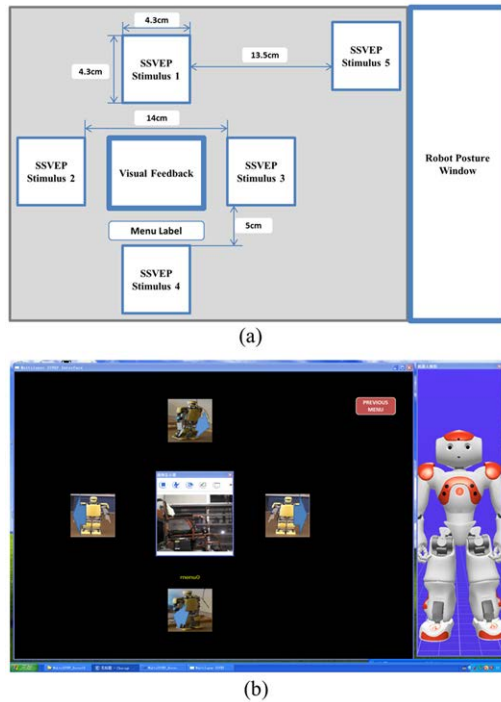 4.3cm
SSVEP
Stimulus 1
4.3cm
13.5cm
SSVEP
Stimulus 5
14cm
SSVEP
Stimulus 2
Visual Feedback
SSVEP
Stimulus 3
Robot Posture
Window
Menu Label
5cm
SSVEP
Stimulus 4
(a)
PREVIOUS
MENU
(b)